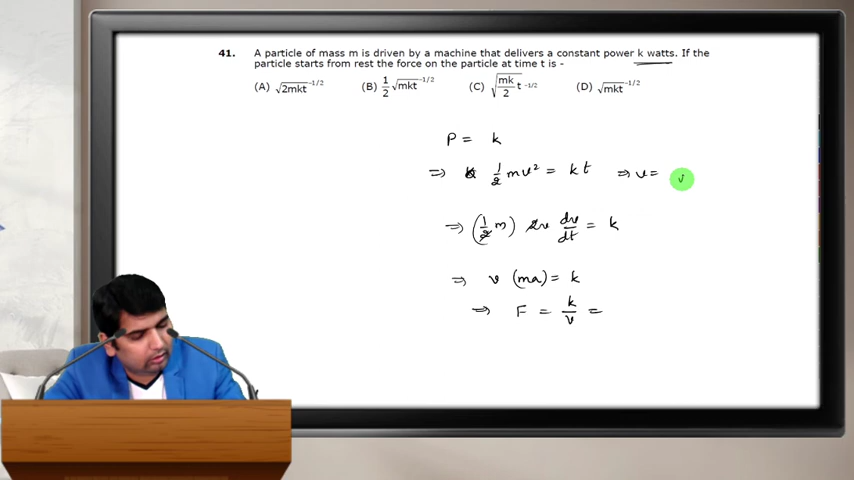 41. A particle of mass m is driven by a machine that delivers a constant power k watts. If the
particle starts from rest the force on the particle at time t is -
(A) √2mkt^-1/2 (B) 1/2 √mkt^-1/2 (C) √(mk/2) t^-1/2 (D) √mkt^-1/2
P = k
⇒ 1/2 mv² = kt ⇒ v = √
⇒ (1/2 m) 2v dv/dt = k
⇒ v (ma) = k
⇒ F = k/v =